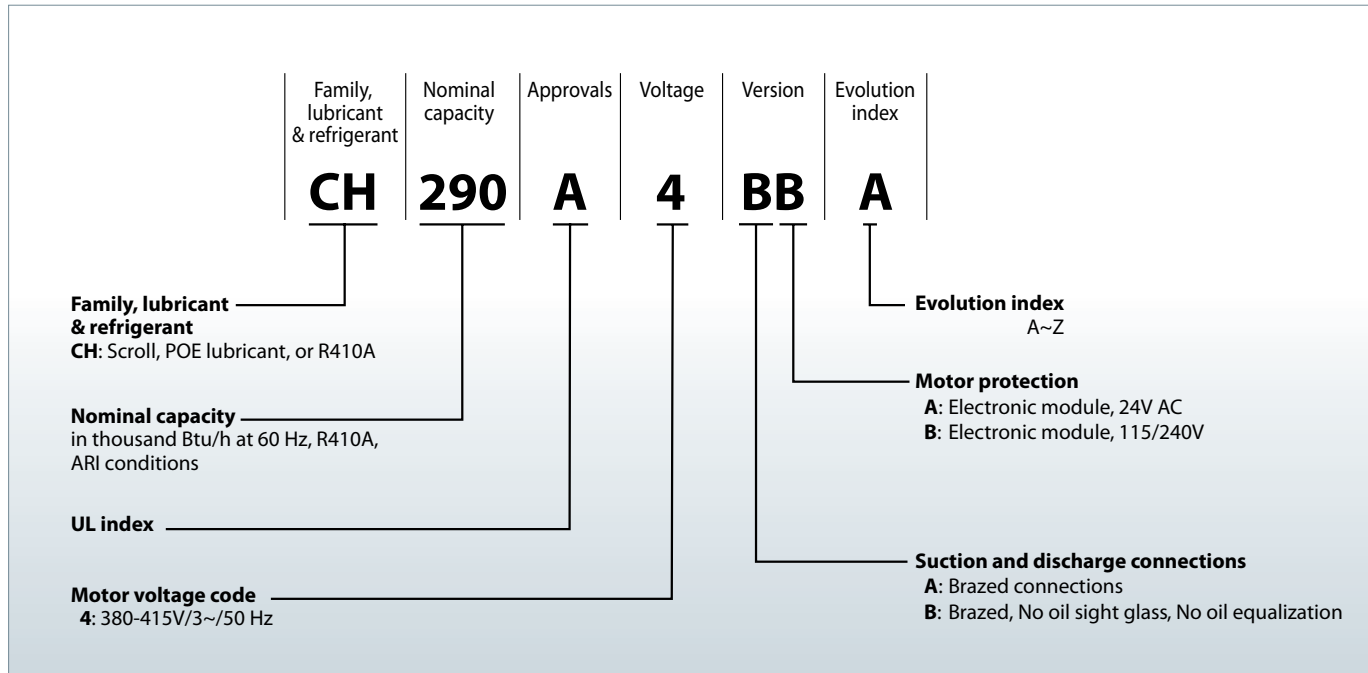 Family,
lubricant
& refrigerant
Nominal
capacity
Approvals
Voltage
Version
Evolution
index
CH 290 A 4 BB A
Family, lubricant
& refrigerant
CH: Scroll, POE lubricant, or R410A
Nominal capacity
in thousand Btu/h at 60 Hz, R410A,
ARI conditions
UL index
Motor voltage code
4: 380-415V/3~/50 Hz
Evolution index
A~Z
Motor protection
A: Electronic module, 24V AC
B: Electronic module, 115/240V
Suction and discharge connections
A: Brazed connections
B: Brazed, No oil sight glass, No oil equalization